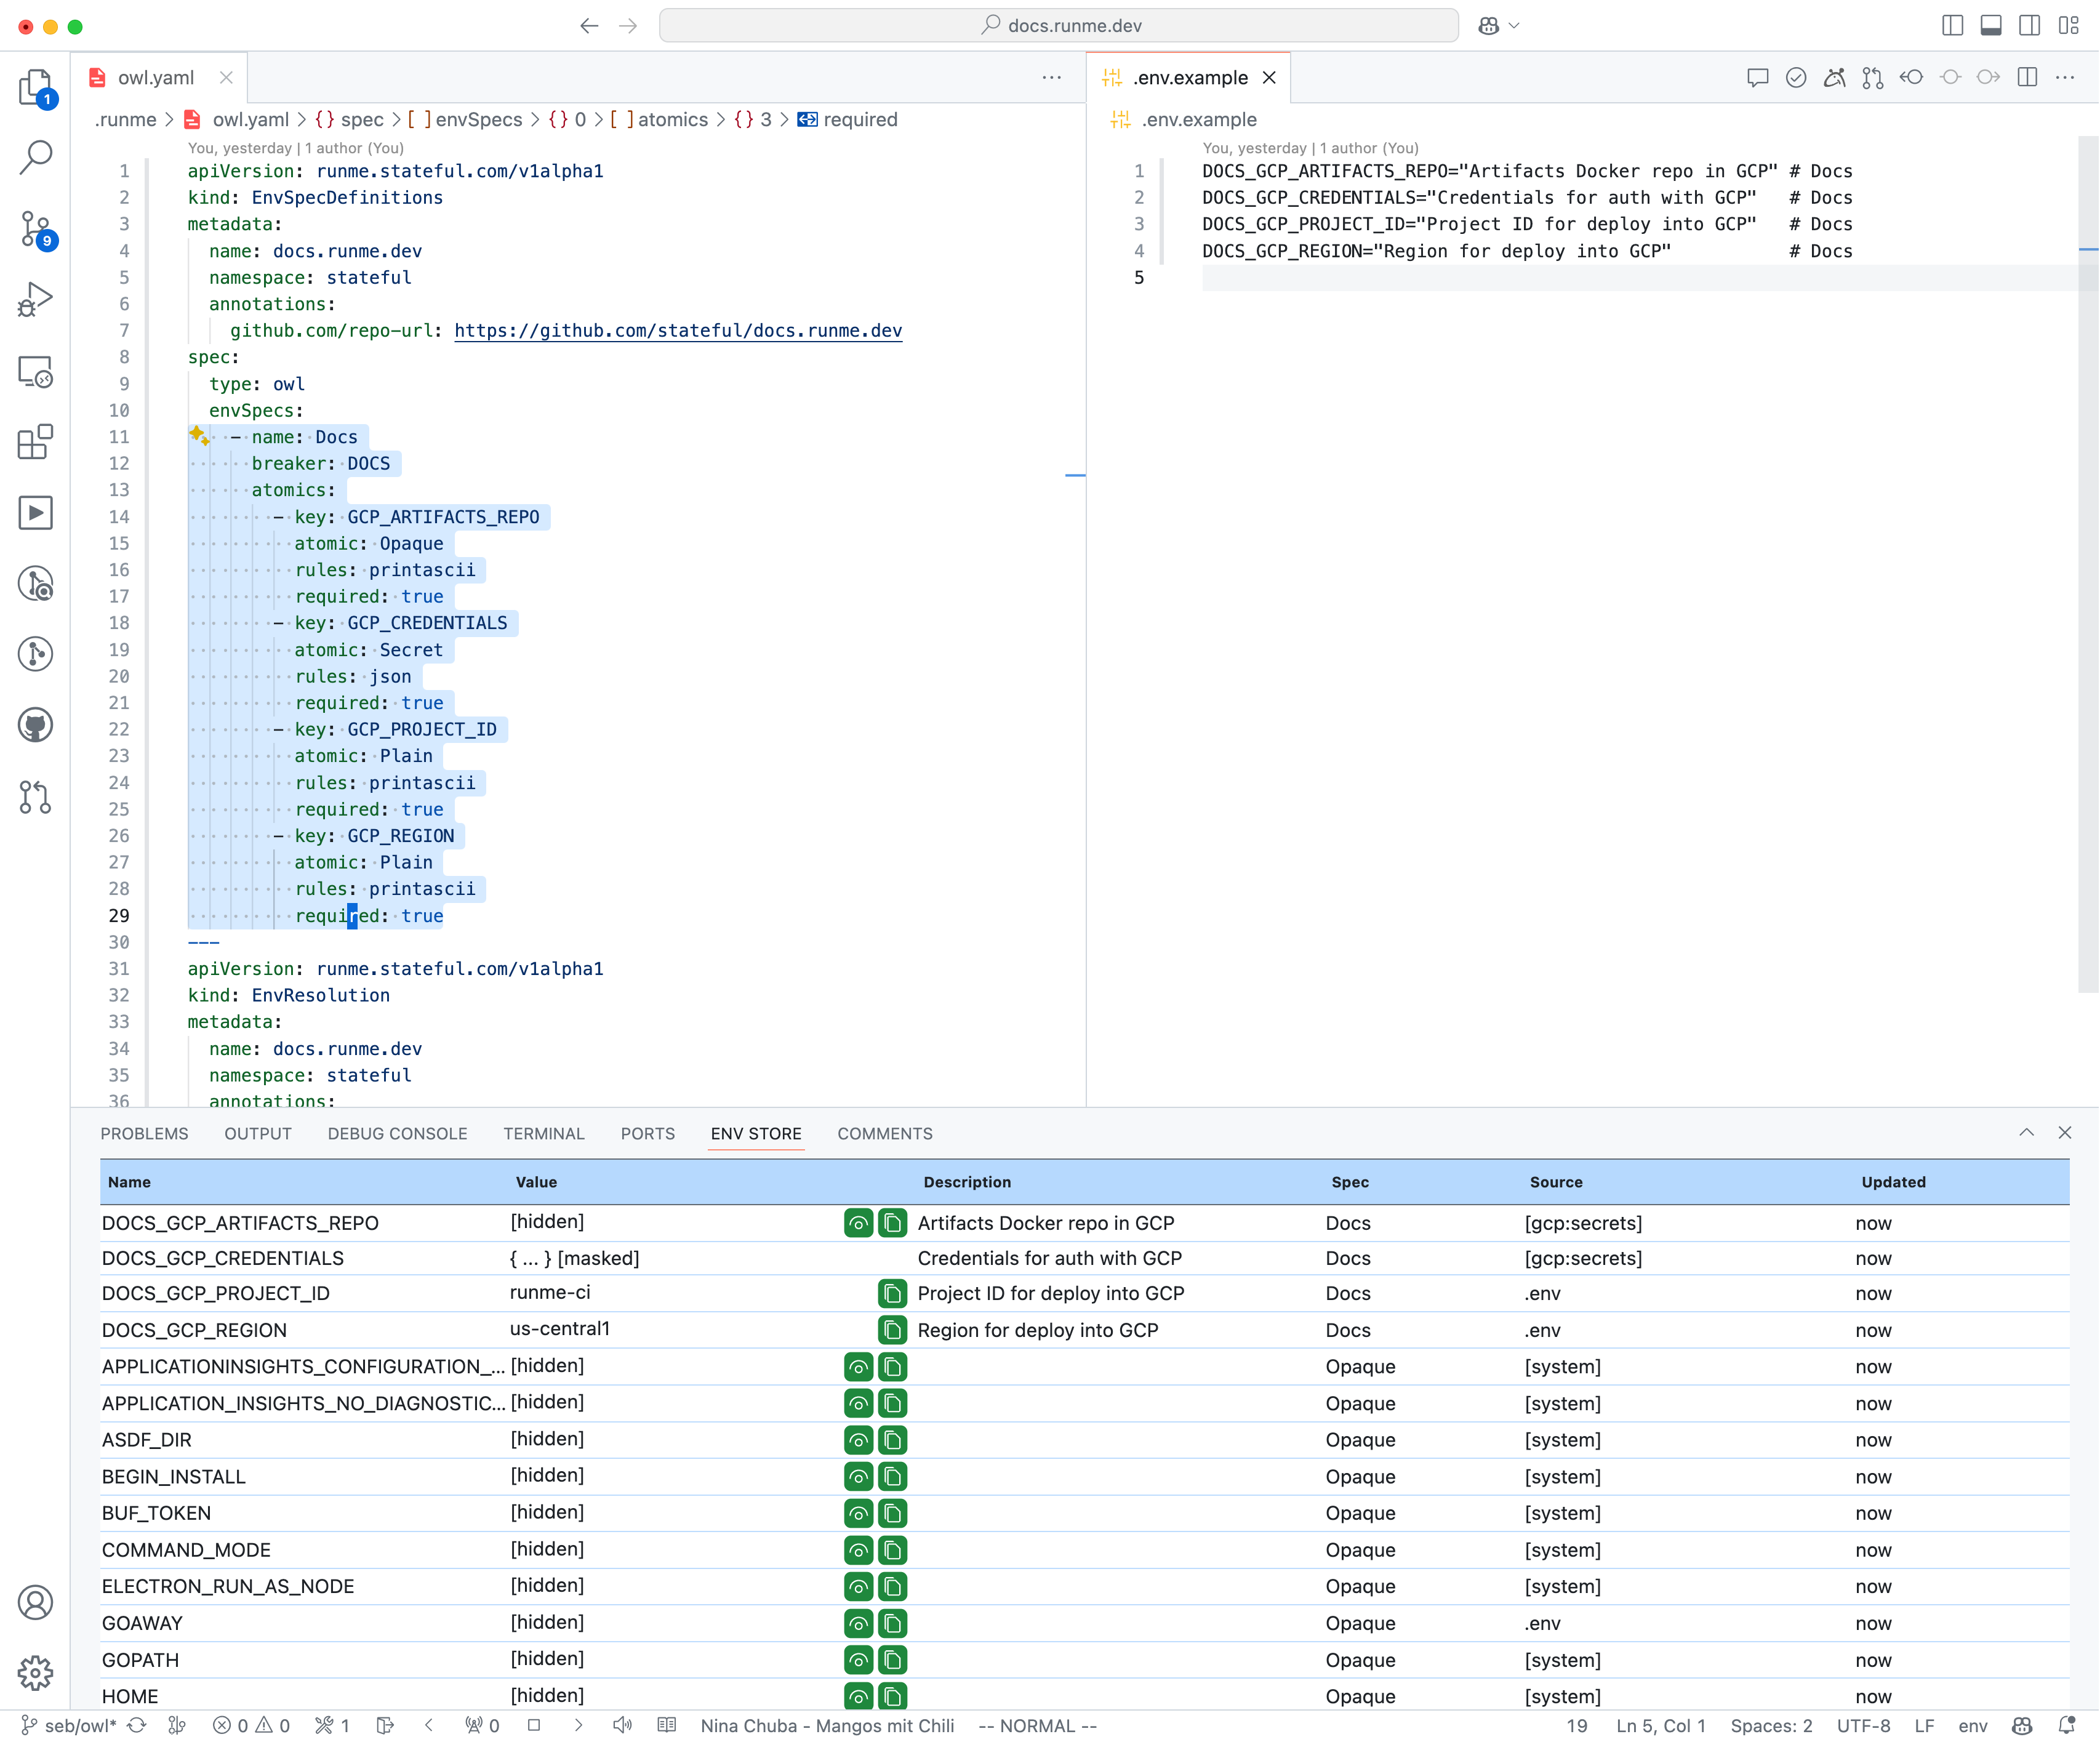 docs.runme.dev
owl.yaml
.env.example
1
9
.runme > owl.yaml > {} spec > [ ] envSpecs > {} 0 > [ ] atomics > {} 3 > required
You, yesterday | 1 author (You)
1 apiVersion: runme.stateful.com/v1alpha1
2 kind: EnvSpecDefinitions
3 metadata:
4 name: docs.runme.dev
5 namespace: stateful
6 annotations:
7 github.com/repo-url: https://github.com/stateful/docs.runme.dev
8 spec:
9 type: owl
10 envSpecs:
11 - name: Docs
12 breaker: DOCS
13 atomics:
14 - key: GCP_ARTIFACTS_REPO
15 atomic: Opaque
16 rules: printascii
17 required: true
18 - key: GCP_CREDENTIALS
19 atomic: Secret
20 rules: json
21 required: true
22 - key: GCP_PROJECT_ID
23 atomic: Plain
24 rules: printascii
25 required: true
26 - key: GCP_REGION
27 atomic: Plain
28 rules: printascii
29 required: true
30 ---
31 apiVersion: runme.stateful.com/v1alpha1
32 kind: EnvResolution
33 metadata:
34 name: docs.runme.dev
35 namespace: stateful
36 annotations:
.env.example
You, yesterday | 1 author (You)
1 DOCS_GCP_ARTIFACTS_REPO="Artifacts Docker repo in GCP" # Docs
2 DOCS_GCP_CREDENTIALS="Credentials for auth with GCP" # Docs
3 DOCS_GCP_PROJECT_ID="Project ID for deploy into GCP" # Docs
4 DOCS_GCP_REGION="Region for deploy into GCP" # Docs
5
PROBLEMS OUTPUT DEBUG CONSOLE TERMINAL PORTS ENV STORE COMMENTS
Name Value Description Spec Source Updated
DOCS_GCP_ARTIFACTS_REPO [hidden] Artifacts Docker repo in GCP Docs [gcp:secrets] now
DOCS_GCP_CREDENTIALS { ... } [masked] Credentials for auth with GCP Docs [gcp:secrets] now
DOCS_GCP_PROJECT_ID runme-ci Project ID for deploy into GCP Docs .env now
DOCS_GCP_REGION us-central1 Region for deploy into GCP Docs .env now
APPLICATIONINSIGHTS_CONFIGURATION_... [hidden] Opaque [system] now
APPLICATION_INSIGHTS_NO_DIAGNOSTIC... [hidden] Opaque [system] now
ASDF_DIR [hidden] Opaque [system] now
BEGIN_INSTALL [hidden] Opaque [system] now
BUF_TOKEN [hidden] Opaque [system] now
COMMAND_MODE [hidden] Opaque [system] now
ELECTRON_RUN_AS_NODE [hidden] Opaque [system] now
GOAWAY [hidden] Opaque .env now
GOPATH [hidden] Opaque [system] now
HOME [hidden] Opaque [system] now
seb/owl* 0 0 1 0 Nina Chuba - Mangos mit Chili -- NORMAL -- 19 Ln 5, Col 1 Spaces: 2 UTF-8 LF env